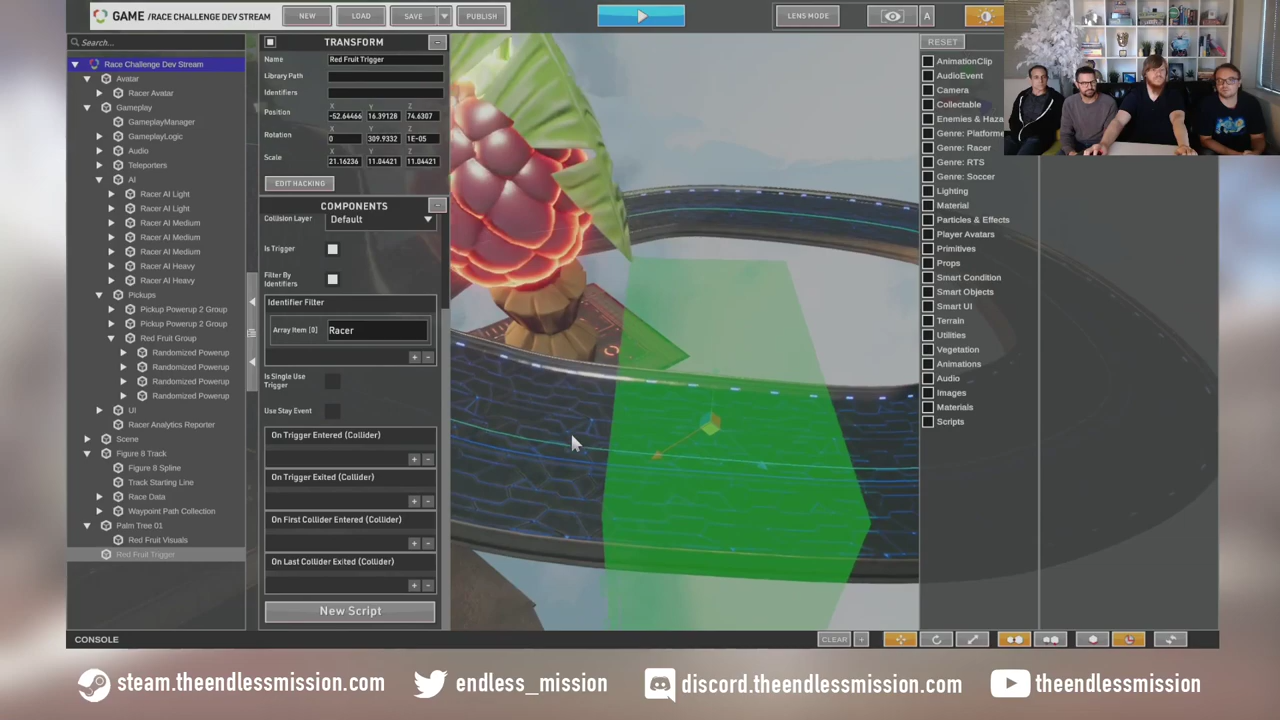 GAME /RACE CHALLENGE DEV STREAM
NEW
LOAD
SAVE
PUBLISH
LENS MODE
A
Search...
Race Challenge Dev Stream
Avatar
Racer Avatar
Gameplay
GameplayManager
GameplayLogic
Audio
Teleporters
AI
Racer AI Light
Racer AI Light
Racer AI Medium
Racer AI Medium
Racer AI Medium
Racer AI Heavy
Racer AI Heavy
Pickups
Pickup Powerup 2 Group
Pickup Powerup 2 Group
Red Fruit Group
Randomized Powerup
Randomized Powerup
Randomized Powerup
Randomized Powerup
UI
Racer Analytics Reporter
Scene
Figure 8 Track
Figure 8 Spline
Track Starting Line
Race Data
Waypoint Path Collection
Palm Tree 01
Red Fruit Visuals
Red Fruit Trigger
TRANSFORM
Name Red Fruit Trigger
Library Path
Identifiers
X Y Z
Position -52.64466 16.39128 74.6307
X Y Z
Rotation 0 309.9332 1E-05
X Y Z
Scale 21.16236 11.04421 11.04421
EDIT HACKING
COMPONENTS
Collision Layer Default
Is Trigger
Filter By
Identifiers
Identifier Filter
Array Item [0] Racer
+ -
Is Single Use
Trigger
Use Stay Event
On Trigger Entered (Collider)
+ -
On Trigger Exited (Collider)
+ -
On First Collider Entered (Collider)
+ -
On Last Collider Exited (Collider)
+ -
New Script
RESET
AnimationClip
AudioEvent
Camera
Collectable
Enemies & Haza
Genre: Platforme
Genre: Racer
Genre: RTS
Genre: Soccer
Lighting
Material
Particles & Effects
Player Avatars
Primitives
Props
Smart Condition
Smart Objects
Smart UI
Terrain
Utilities
Vegetation
Animations
Audio
Images
Materials
Scripts
CONSOLE
CLEAR +
steam.theendlessmission.com
endless_mission
discord.theendlessmission.com
theendlessmission